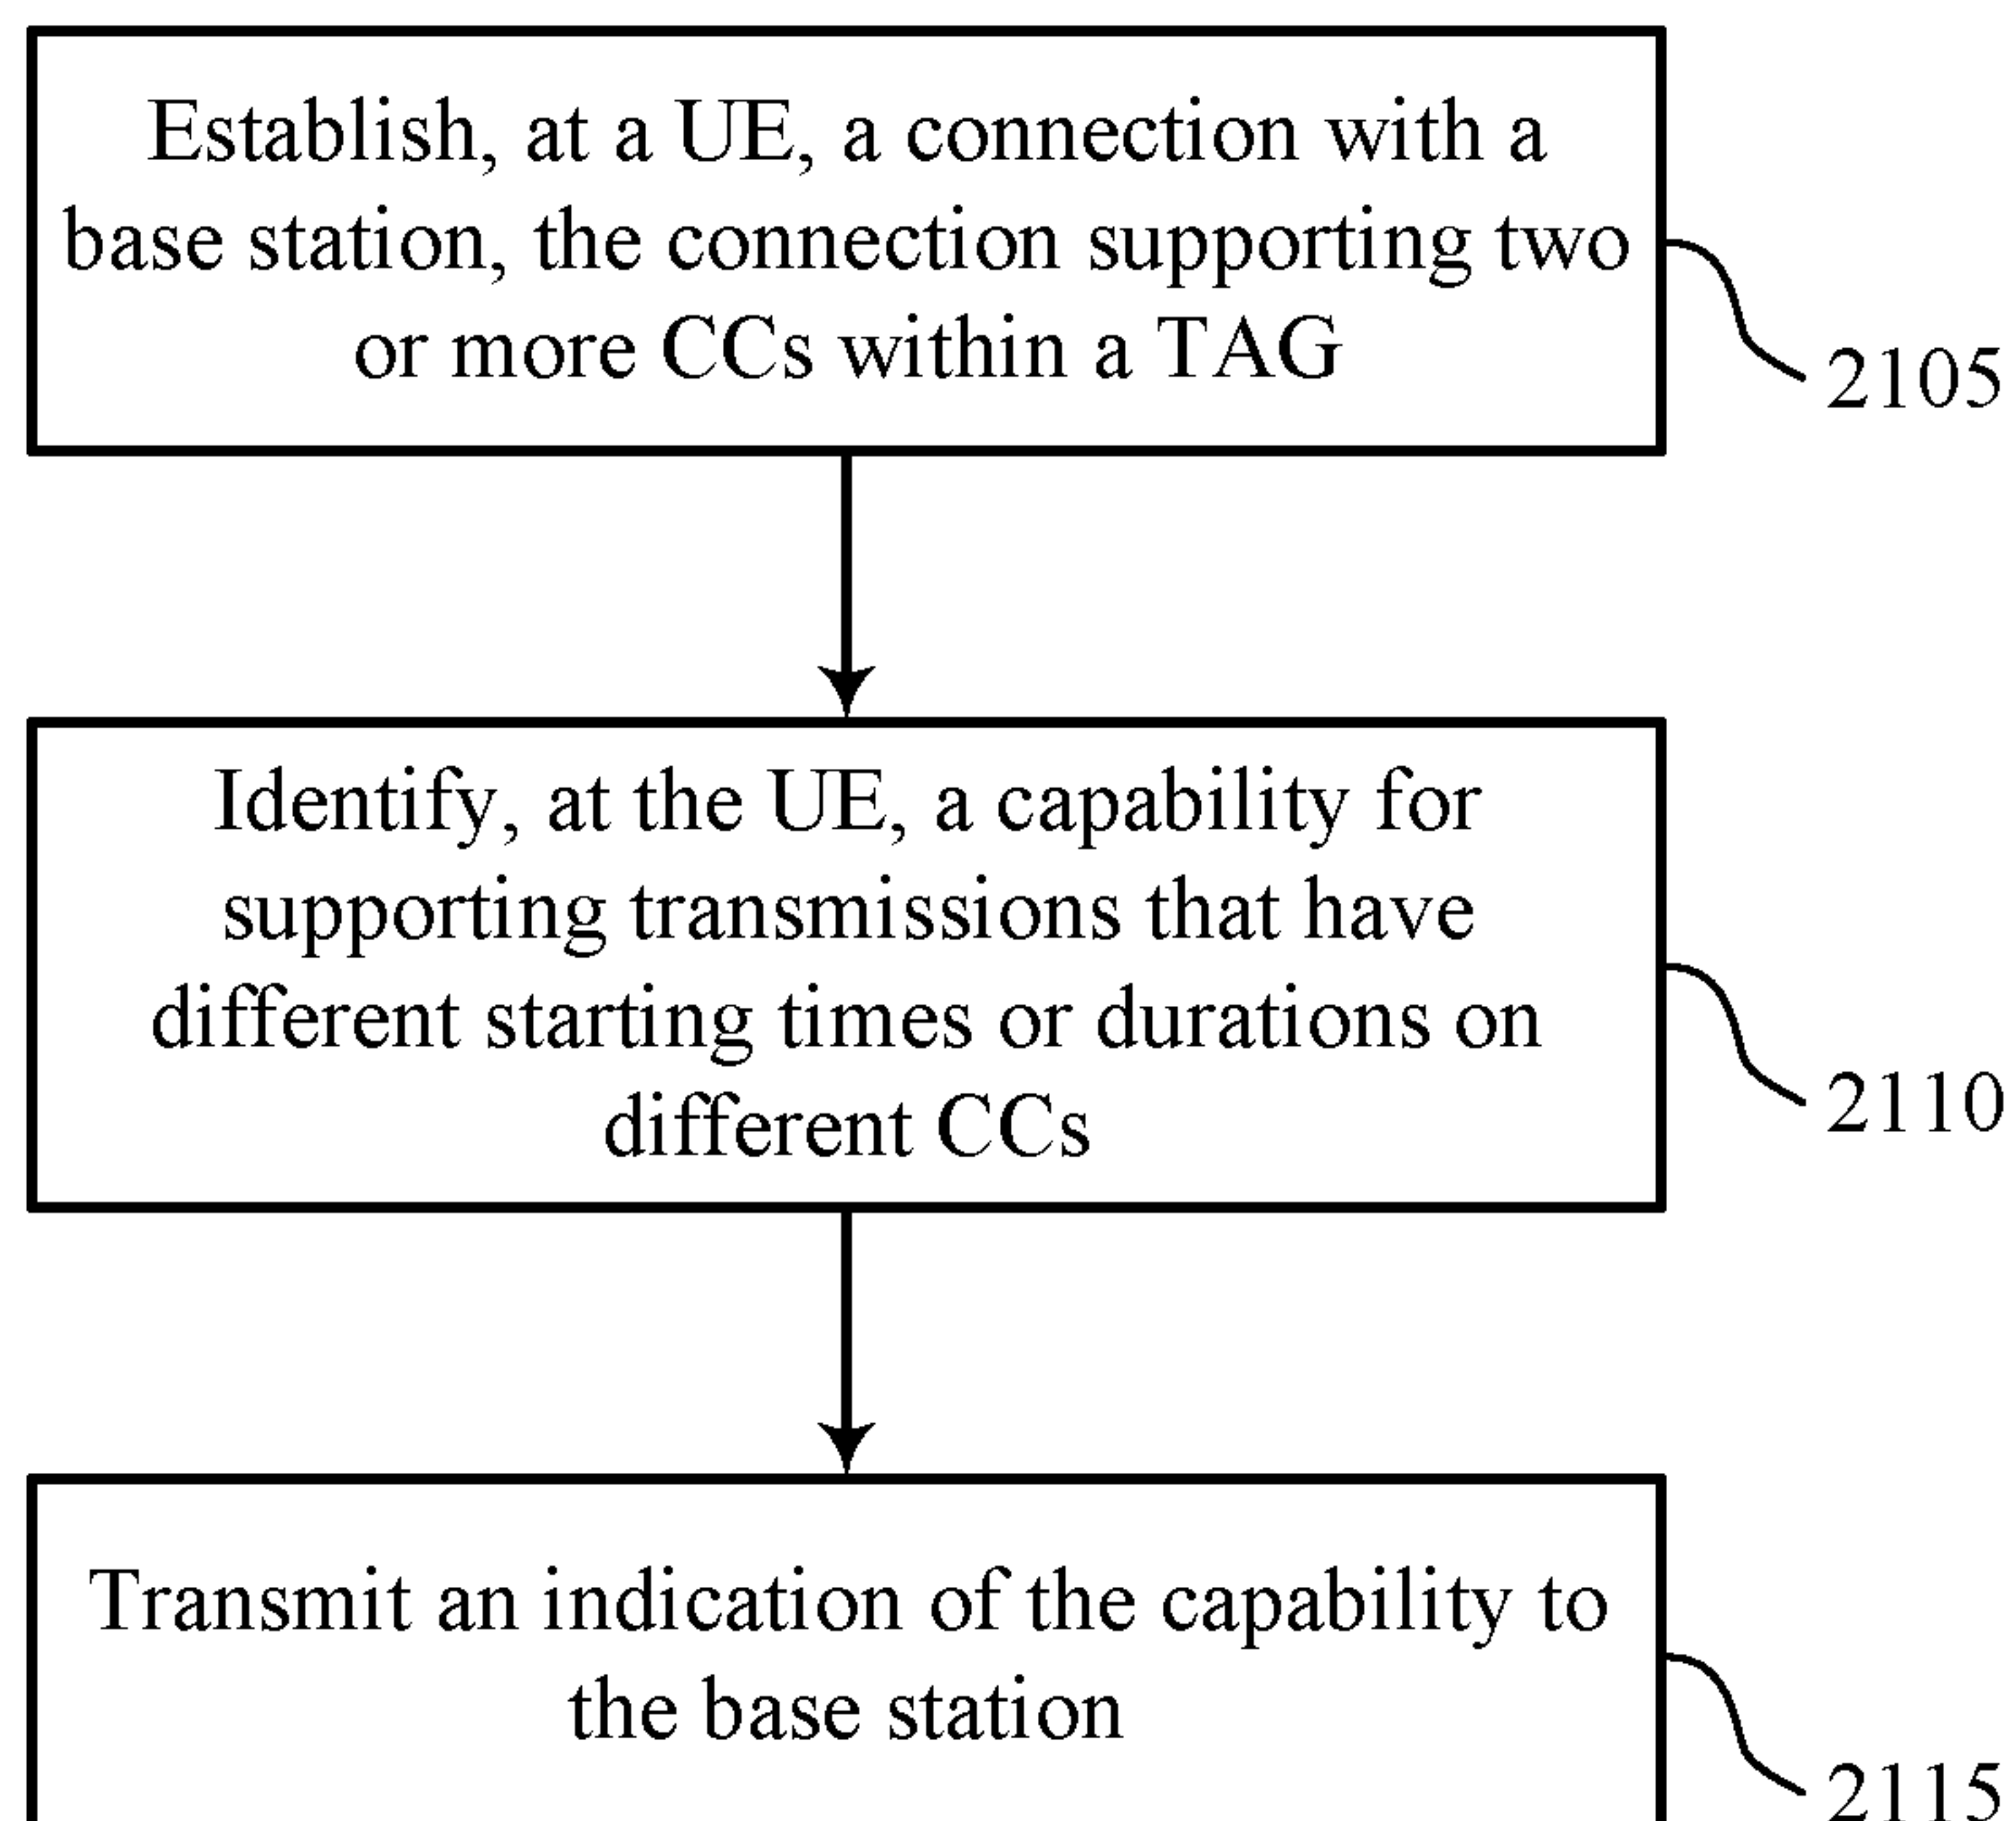 Establish, at a UE, a connection with a
base station, the connection supporting two
or more CCs within a TAG
2105
Identify, at the UE, a capability for
supporting transmissions that have
different starting times or durations on
different CCs
2110
Transmit an indication of the capability to
the base station
2115